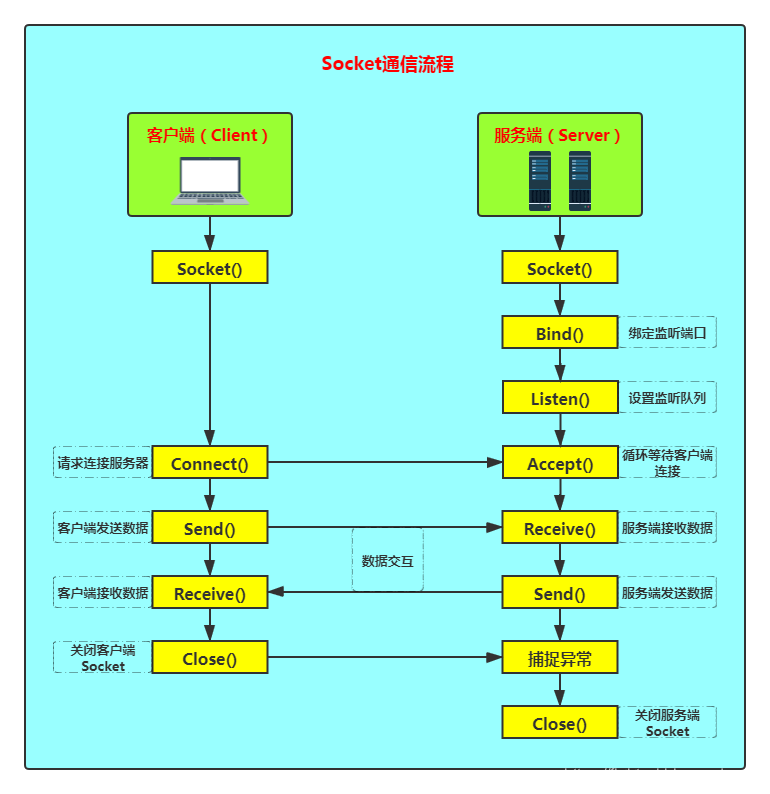 Socket通信流程
客户端（Client）
服务端（Server）
Socket()
Socket()
Bind()
绑定监听端口
Listen()
设置监听队列
请求连接服务器
Connect()
Accept()
循环等待客户端
连接
客户端发送数据
Send()
Receive()
服务端接收数据
数据交互
客户端接收数据
Receive()
Send()
服务端发送数据
关闭客户端
Socket
Close()
捕捉异常
Close()
关闭服务端
Socket